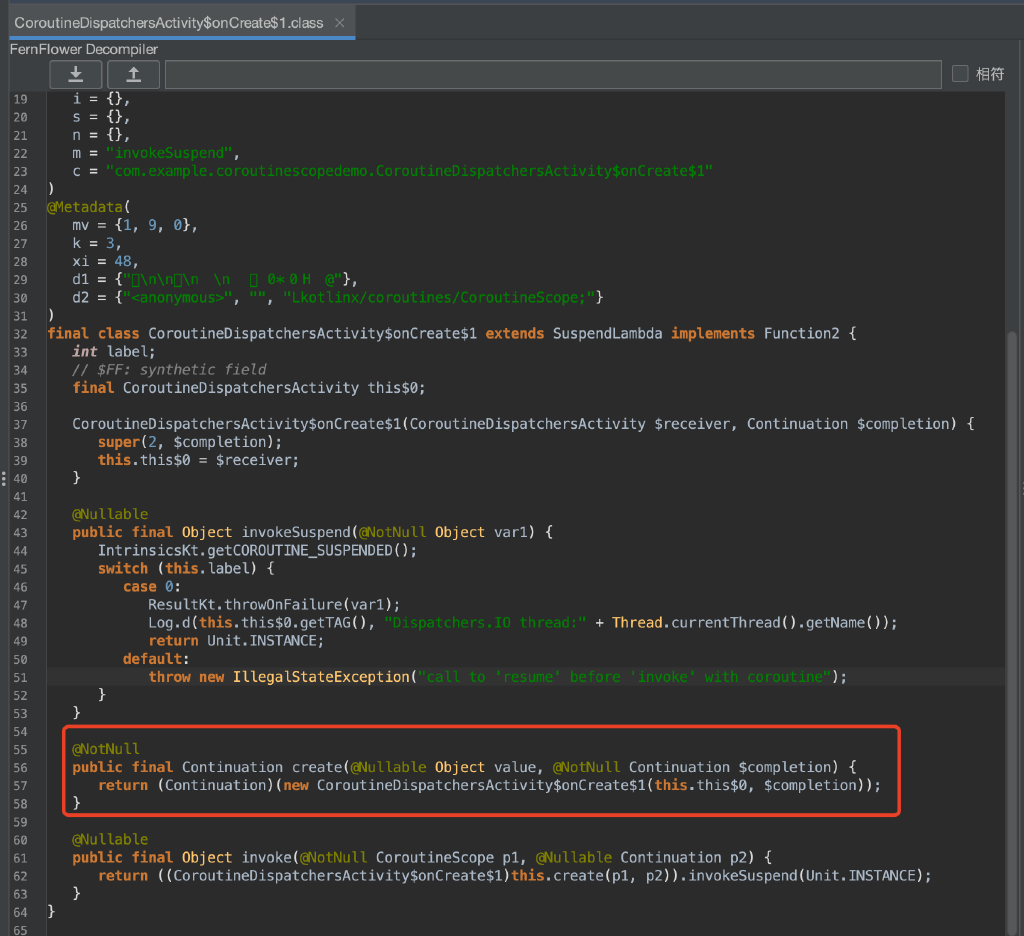 CoroutineDispatchersActivity$onCreate$1.class ×
FernFlower Decompiler
相符
19 i = {},
20 s = {},
21 n = {},
22 m = "invokeSuspend",
23 c = "com.example.coroutinescopedemo.CoroutineDispatchersActivity$onCreate$1"
24 )
25 @Metadata(
26 mv = {1, 9, 0},
27 k = 3,
28 xi = 48,
29 d1 = {"\n\n\n \n 0*0H @"},
30 d2 = {"<anonymous>", "", "Lkotlinx/coroutines/CoroutineScope;"}
31 )
32 final class CoroutineDispatchersActivity$onCreate$1 extends SuspendLambda implements Function2 {
33 int label;
34 // $FF: synthetic field
35 final CoroutineDispatchersActivity this$0;
36
37 CoroutineDispatchersActivity$onCreate$1(CoroutineDispatchersActivity $receiver, Continuation $completion) {
38 super(2, $completion);
39 this.this$0 = $receiver;
40 }
41
42 @Nullable
43 public final Object invokeSuspend(@NotNull Object var1) {
44 IntrinsicsKt.getCOROUTINE_SUSPENDED();
45 switch (this.label) {
46 case 0:
47 ResultKt.throwOnFailure(var1);
48 Log.d(this.this$0.getTAG(), "Dispatchers.IO thread:" + Thread.currentThread().getName());
49 return Unit.INSTANCE;
50 default:
51 throw new IllegalStateException("call to 'resume' before 'invoke' with coroutine");
52 }
53 }
54
55 @NotNull
56 public final Continuation create(@Nullable Object value, @NotNull Continuation $completion) {
57 return (Continuation)(new CoroutineDispatchersActivity$onCreate$1(this.this$0, $completion));
58 }
59
60 @Nullable
61 public final Object invoke(@NotNull CoroutineScope p1, @Nullable Continuation p2) {
62 return ((CoroutineDispatchersActivity$onCreate$1)this.create(p1, p2)).invokeSuspend(Unit.INSTANCE);
63 }
64 }
65